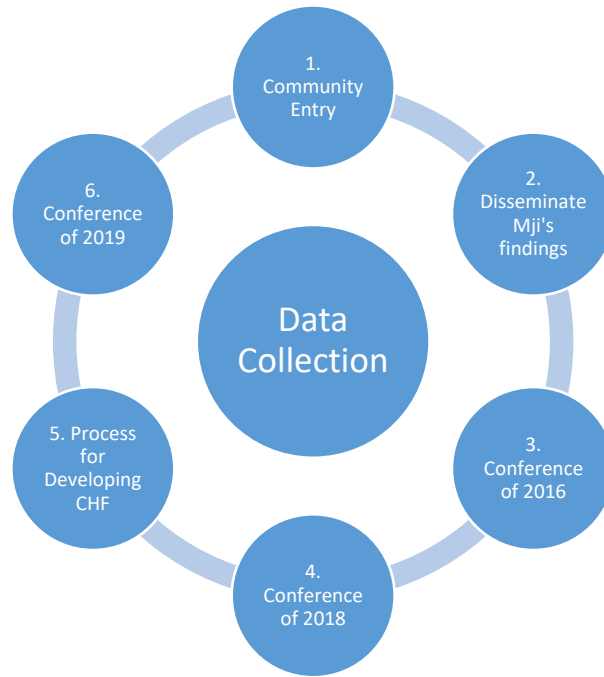 1.
Community
Entry
2.
Disseminate
Mji's
findings
3.
Conference
of 2016
4.
Conference
of 2018
5. Process
for
Developing
CHF
6.
Conference
of 2019
Data
Collection